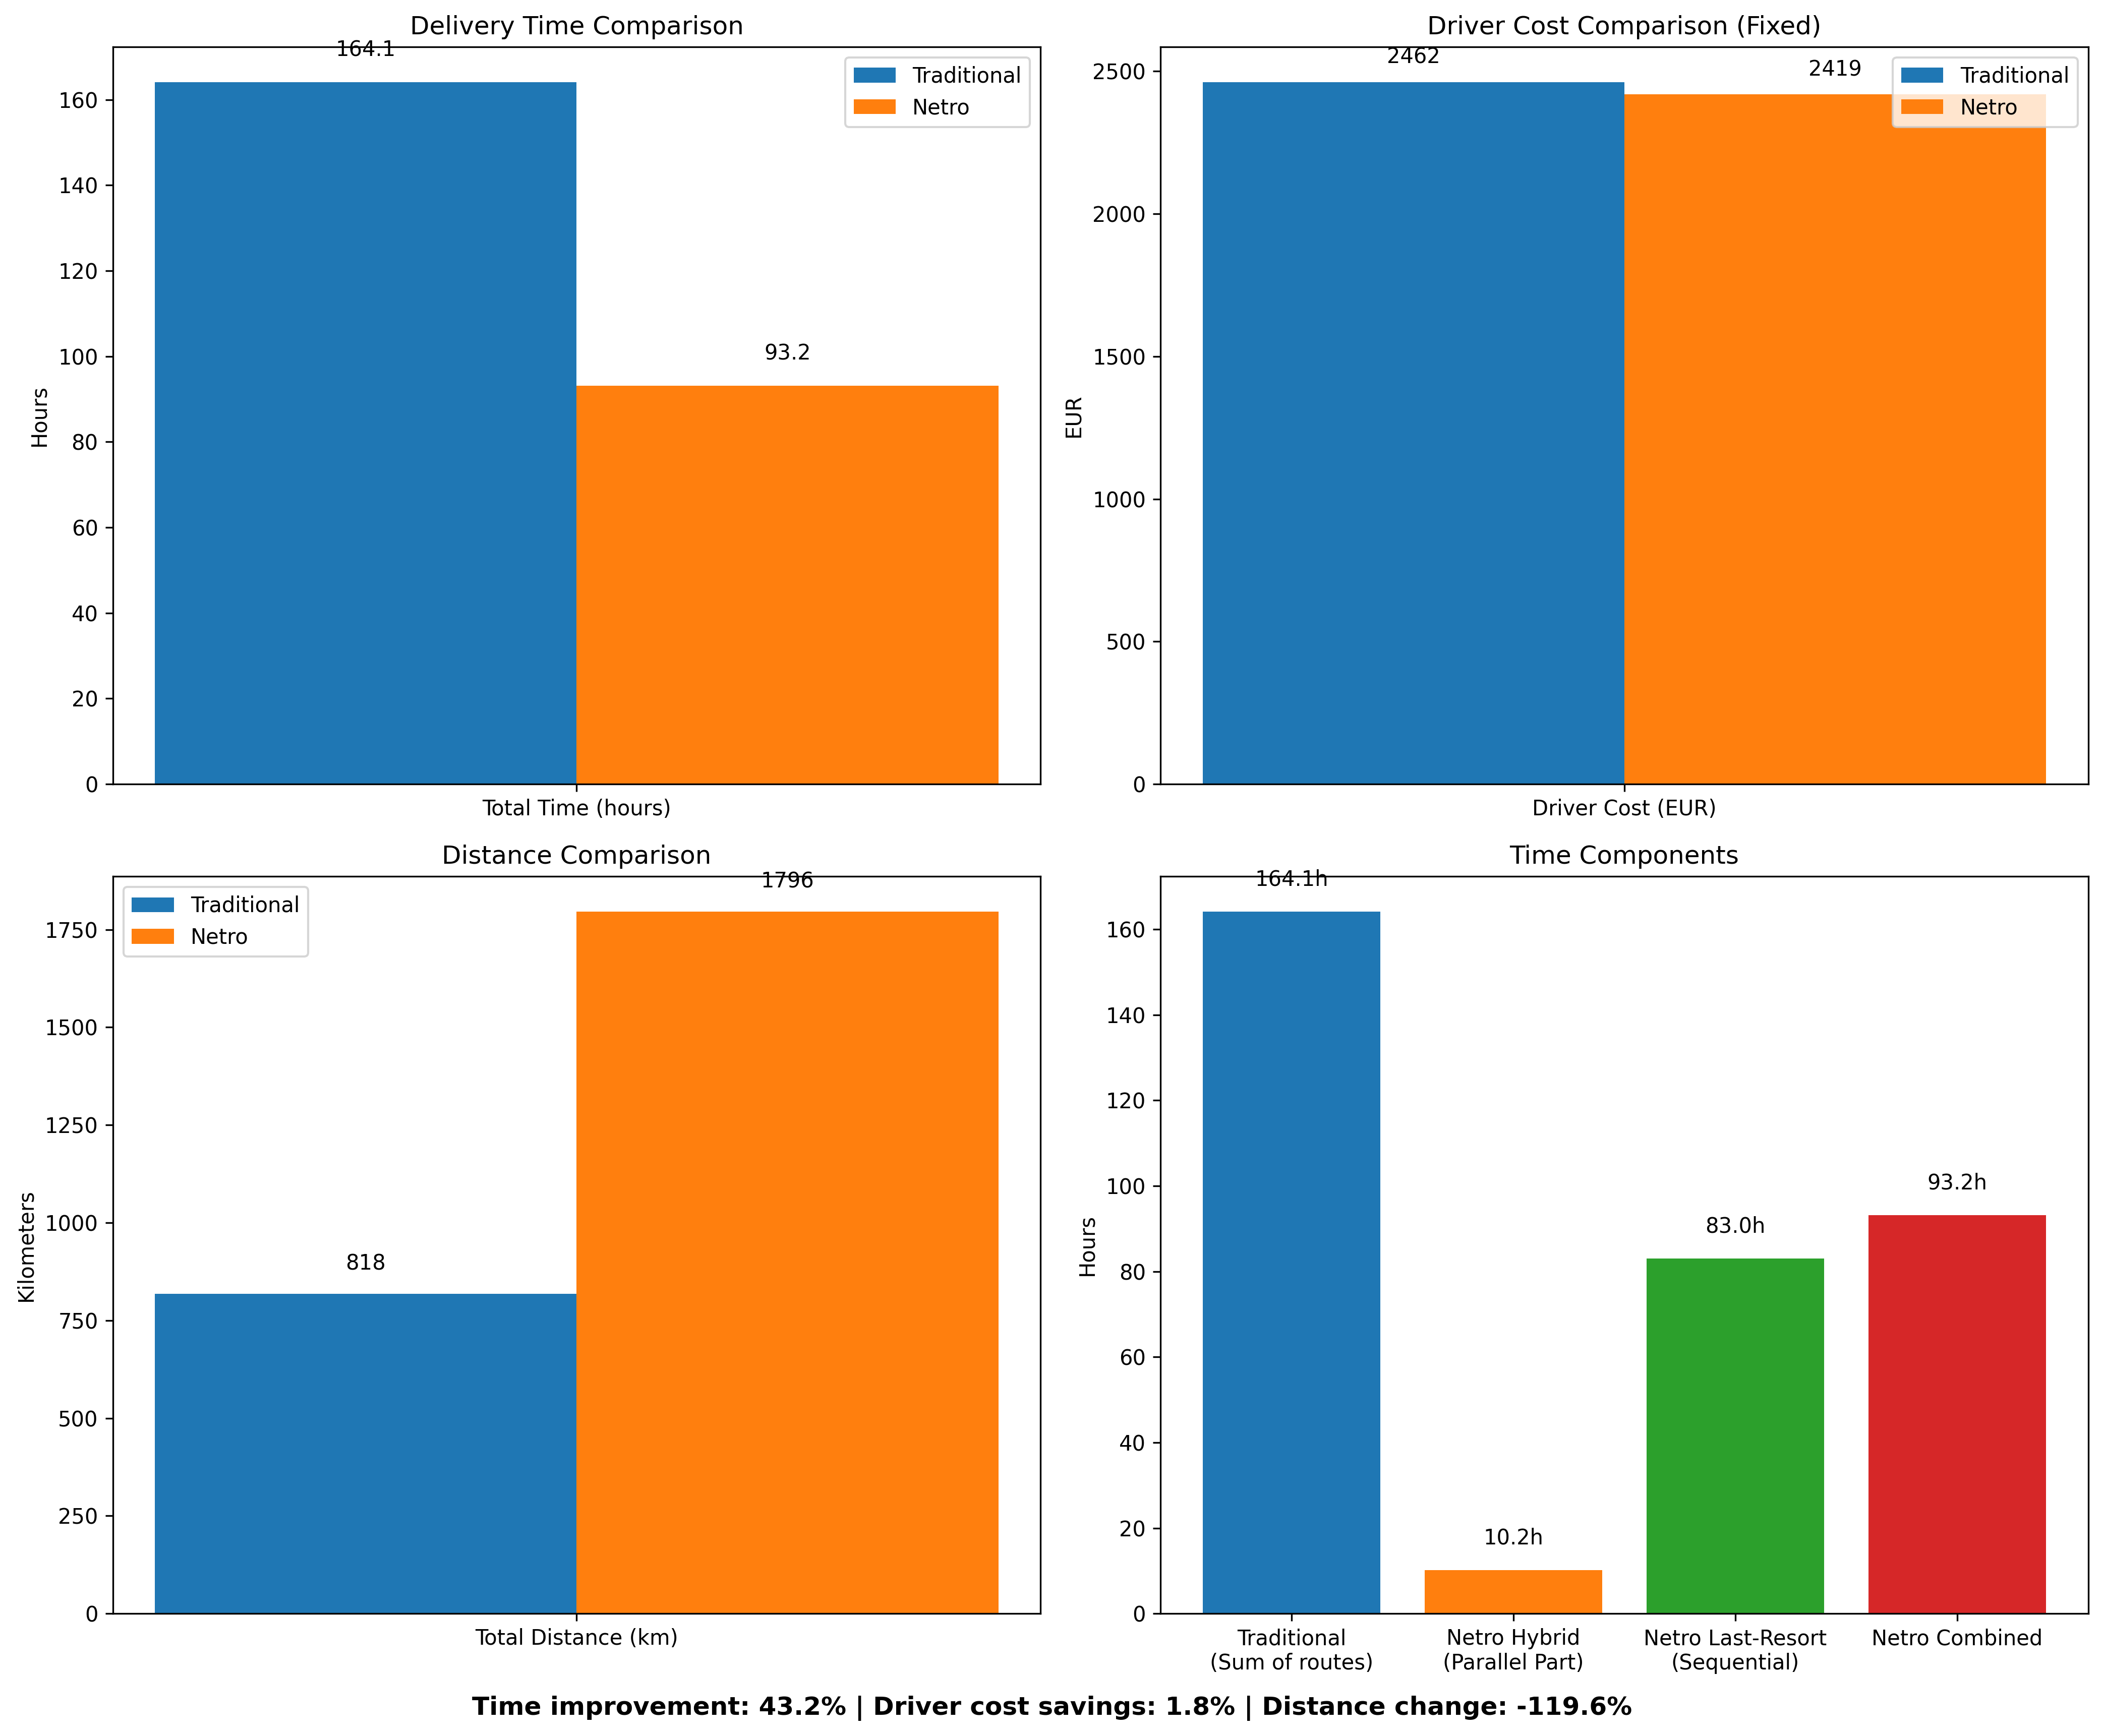 Delivery Time Comparison
164.1
Traditional
Netro
93.2
160
140
120
100
80
60
40
20
0
Hours
Total Time (hours)
Driver Cost Comparison (Fixed)
2462
2419
Traditional
Netro
2500
2000
1500
1000
500
0
EUR
Driver Cost (EUR)
Distance Comparison
1796
Traditional
Netro
818
1750
1500
1250
1000
750
500
250
0
Kilometers
Total Distance (km)
Time Components
164.1h
10.2h
83.0h
93.2h
160
140
120
100
80
60
40
20
0
Hours
Traditional
(Sum of routes)
Netro Hybrid
(Parallel Part)
Netro Last-Resort
(Sequential)
Netro Combined
Time improvement: 43.2% | Driver cost savings: 1.8% | Distance change: -119.6%